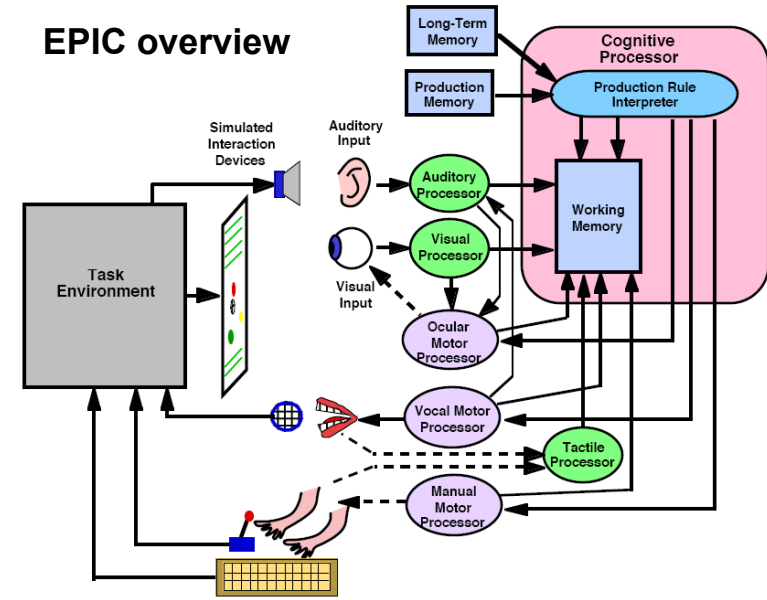 EPIC overview
Long-Term
Memory
Cognitive
Processor
Production
Memory
Production Rule
Interpreter
Simulated
Interaction
Devices
Auditory
Input
Auditory
Processor
Working
Memory
Visual
Processor
Task
Environment
Visual
Input
Ocular
Motor
Processor
Vocal Motor
Processor
Tactile
Processor
Manual
Motor
Processor